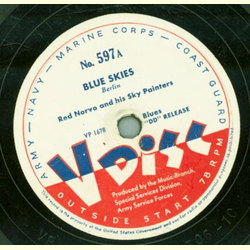 ARMY—NAVY—MARINE CORPS—COAST GUARD
No. 597A
BLUE SKIES
Berlin
Red Norvo and his Sky Painters
Blues
"DD" RELEASE
VP 1678
V Disc
OUTSIDE START
78 RPM
Produced by the Music Branch,
Special Services Division,
Army Service Forces